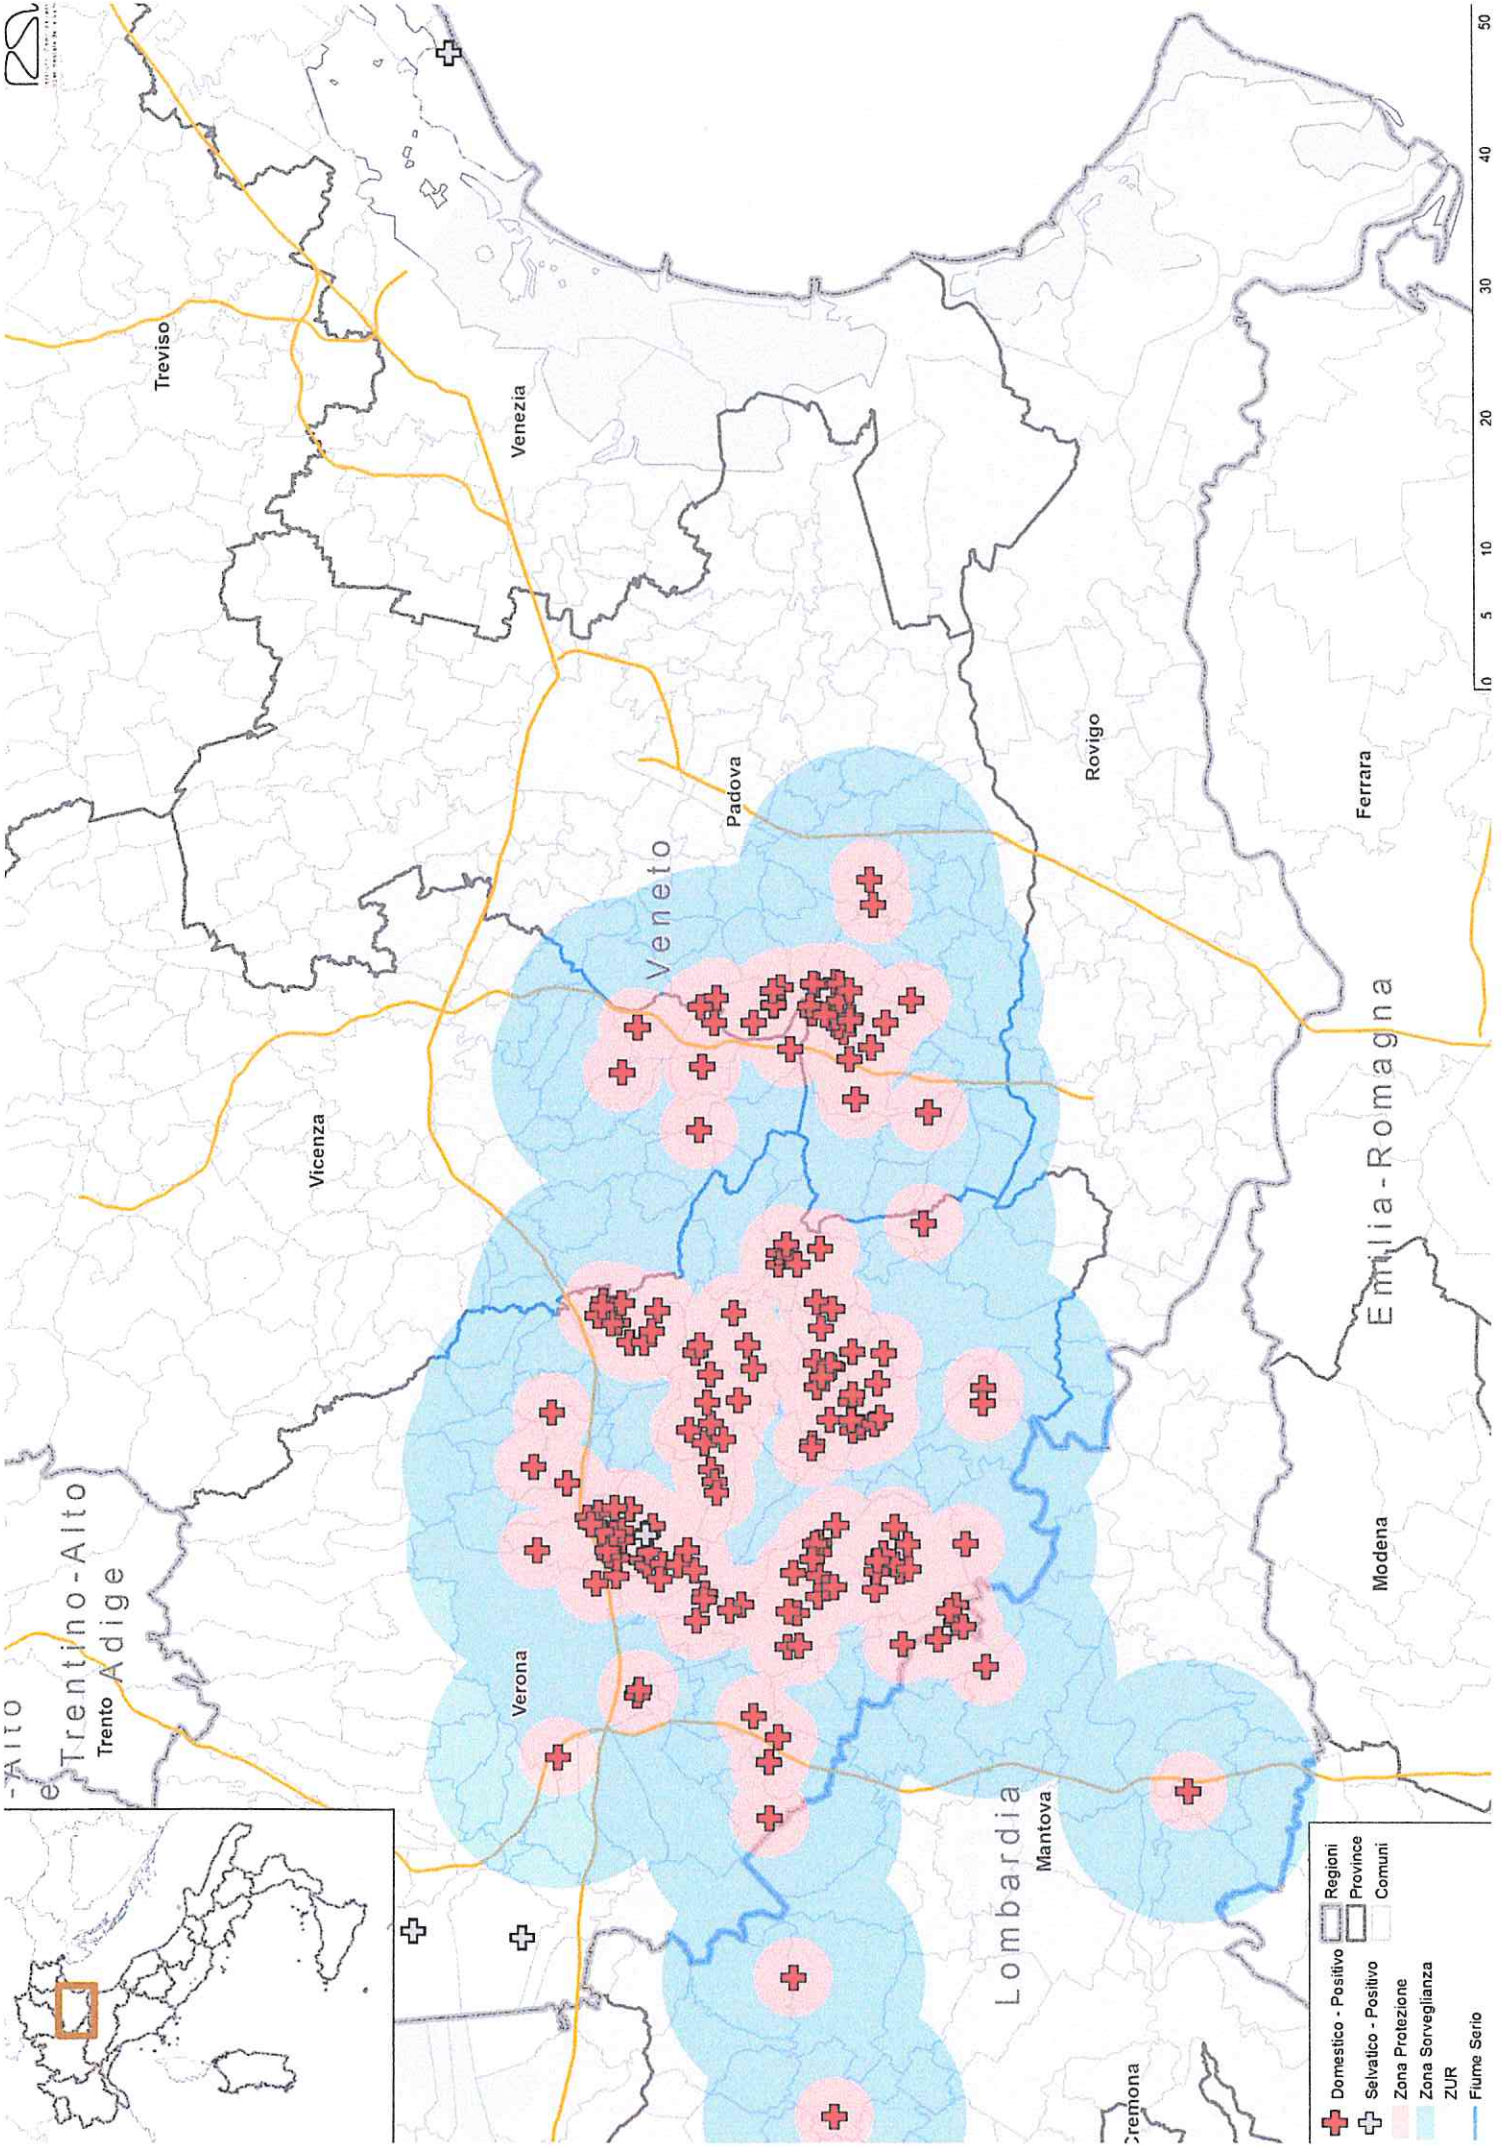 -Alto
e Trentino-Alto
Adige
Trento
Treviso
Vicenza
Verona
Venezia
Veneto
Padova
Lombardia
Mantova
Rovigo
Cremona
Ferrara
Emilia-Romagna
Modena
Domestico - Positivo
Selvatico - Positivo
Zona Protezione
Zona Sorveglianza
ZUR
Fiume Serio
Regioni
Province
Comuni
0 5 10 20 30 40 50